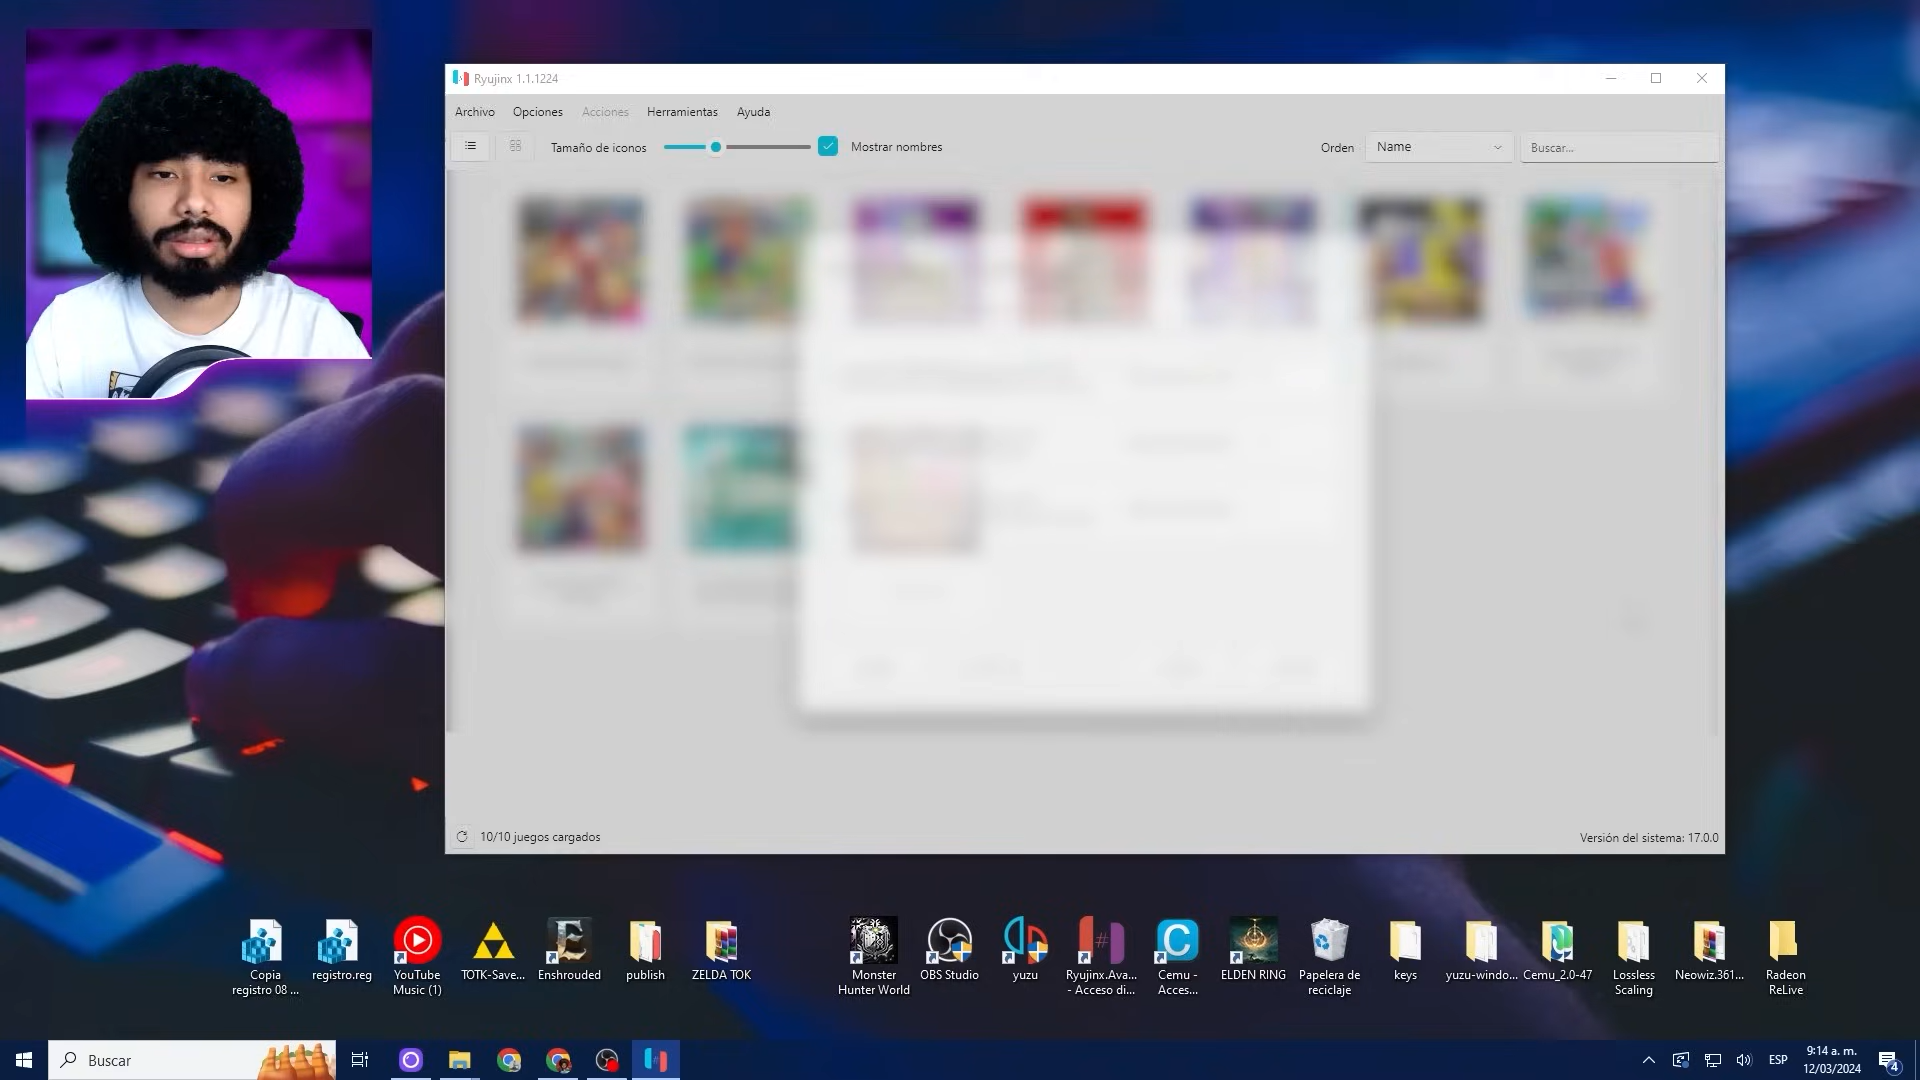 Ryujinx 1.1.1224
Archivo Opciones Acciones Herramientas Ayuda
Tamaño de iconos Mostrar nombres Orden Name Buscar...
10/10 juegos cargados Versión del sistema: 17.0.0
Copia registro 08 ...
registro.reg
YouTube Music (1)
TOTK-Save...
Enshrouded
publish
ZELDA TOK
Monster Hunter World
OBS Studio
yuzu
Ryujinx.Ava... - Acceso di...
Cemu - Acces...
ELDEN RING
Papelera de reciclaje
keys
yuzu-windo...
Cemu_2.0-47
Lossless Scaling
Neowiz.361...
Radeon ReLive
Buscar
ESP
9:14 a. m.
12/03/2024
4